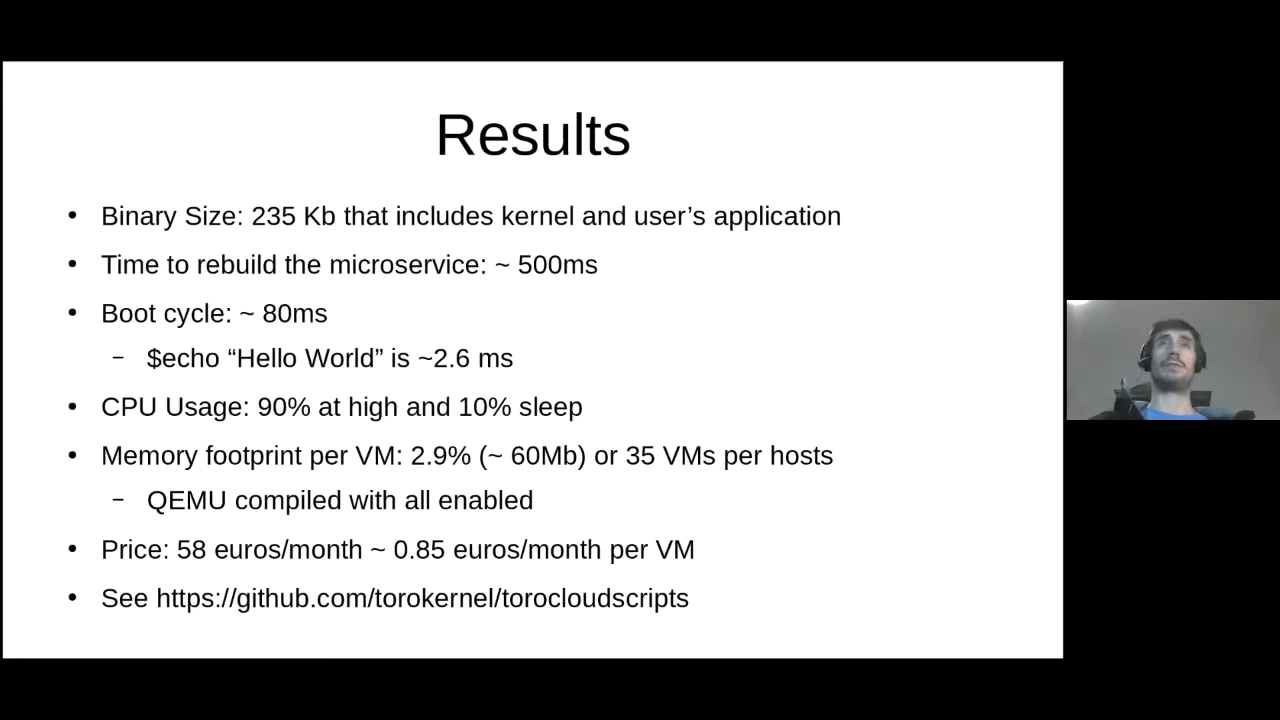 Results
• Binary Size: 235 Kb that includes kernel and user’s application
• Time to rebuild the microservice: ~ 500ms
• Boot cycle: ~ 80ms
– $echo “Hello World” is ~2.6 ms
• CPU Usage: 90% at high and 10% sleep
• Memory footprint per VM: 2.9% (~ 60Mb) or 35 VMs per hosts
– QEMU compiled with all enabled
• Price: 58 euros/month ~ 0.85 euros/month per VM
• See https://github.com/torokernel/torocloudscripts